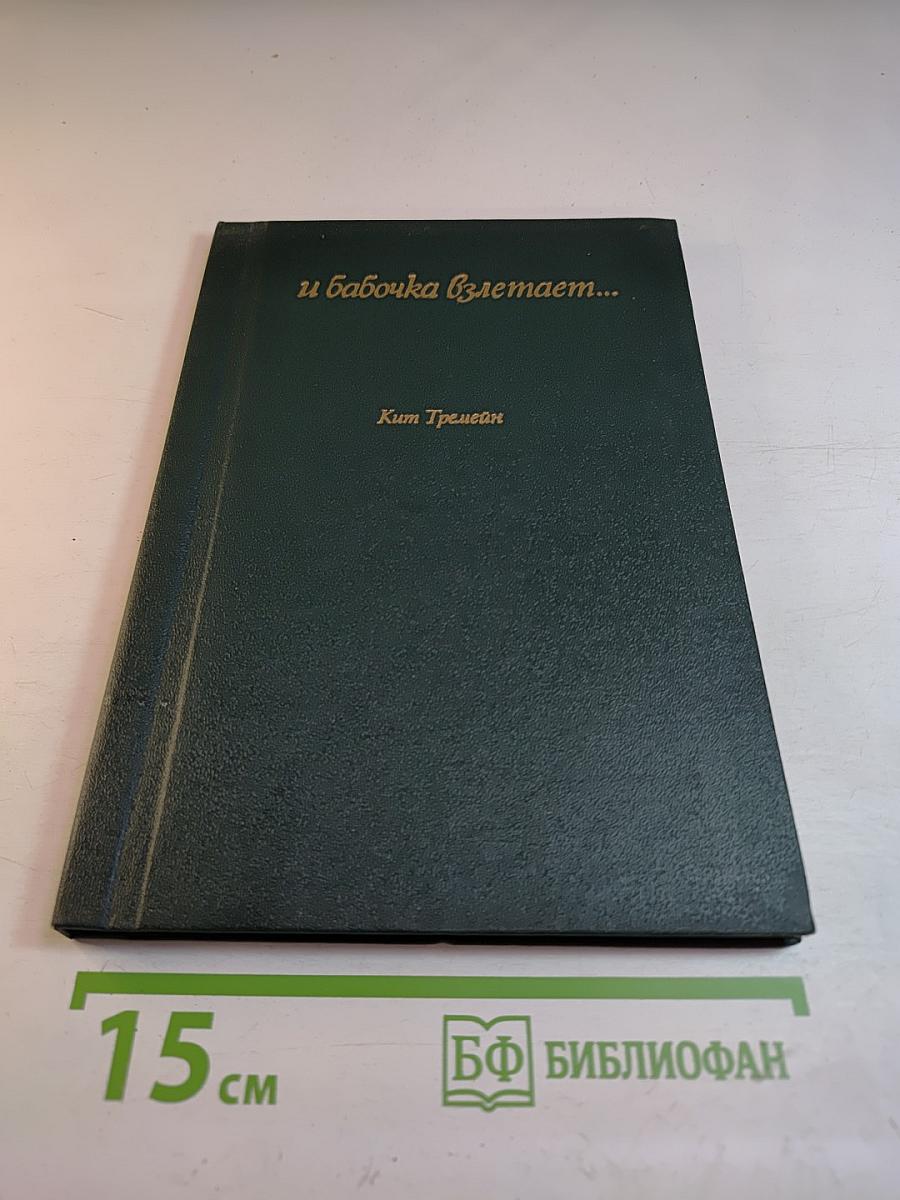 и бабочка взлетает...
Кит Тремейн
15 см
БФ БИБЛИОФАН